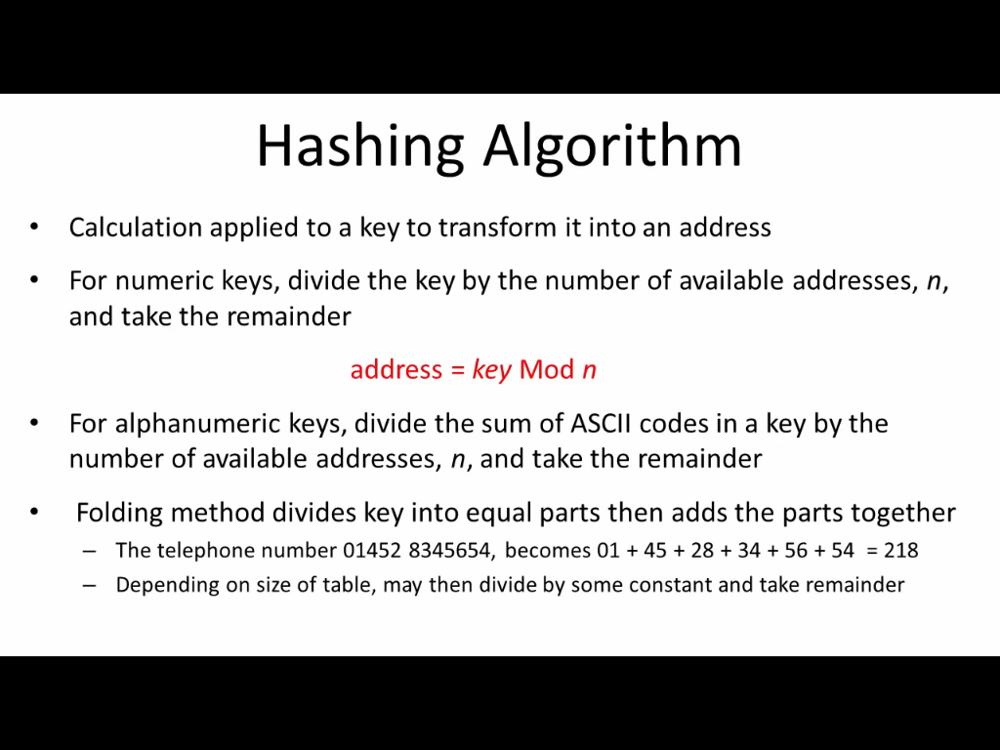 Hashing Algorithm
• Calculation applied to a key to transform it into an address
• For numeric keys, divide the key by the number of available addresses, n,
and take the remainder
address = key Mod n
• For alphanumeric keys, divide the sum of ASCII codes in a key by the
number of available addresses, n, and take the remainder
• Folding method divides key into equal parts then adds the parts together
– The telephone number 01452 8345654, becomes 01 + 45 + 28 + 34 + 56 + 54 = 218
– Depending on size of table, may then divide by some constant and take remainder